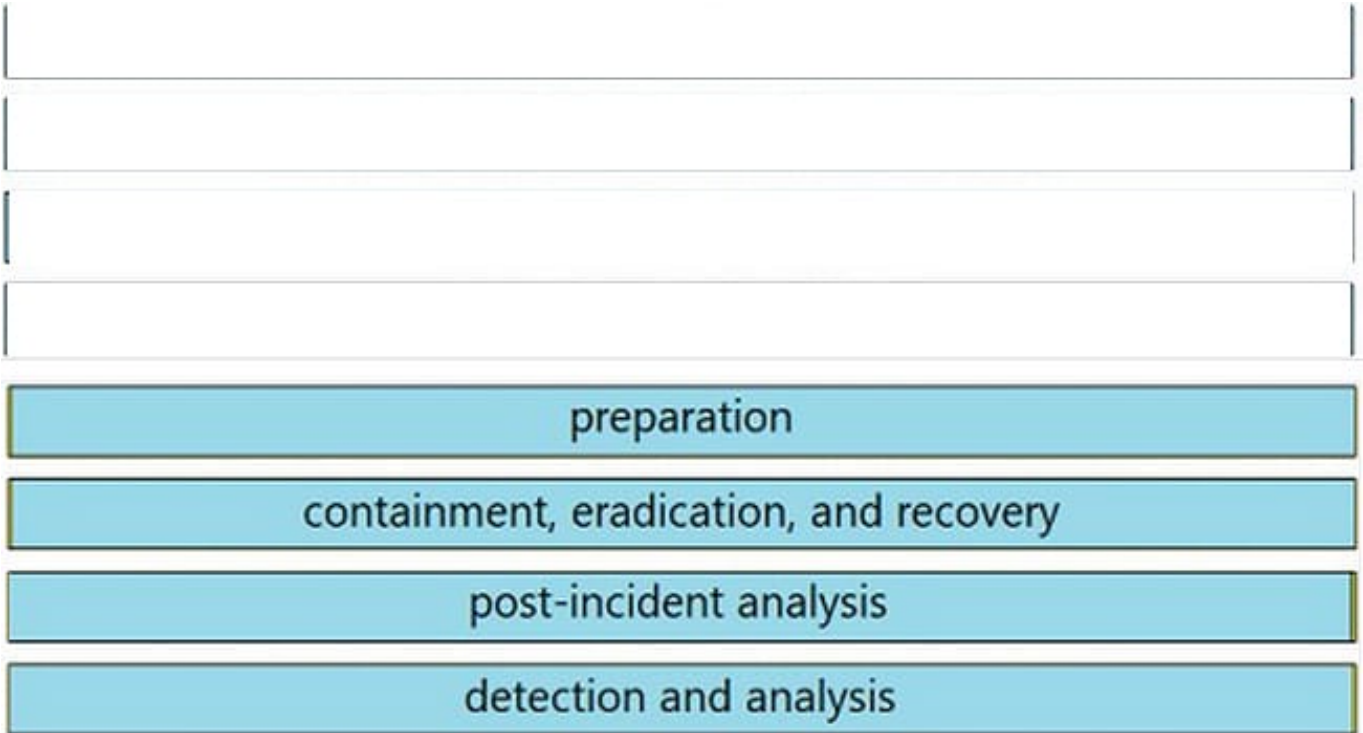 preparation
containment, eradication, and recovery
post-incident analysis
detection and analysis